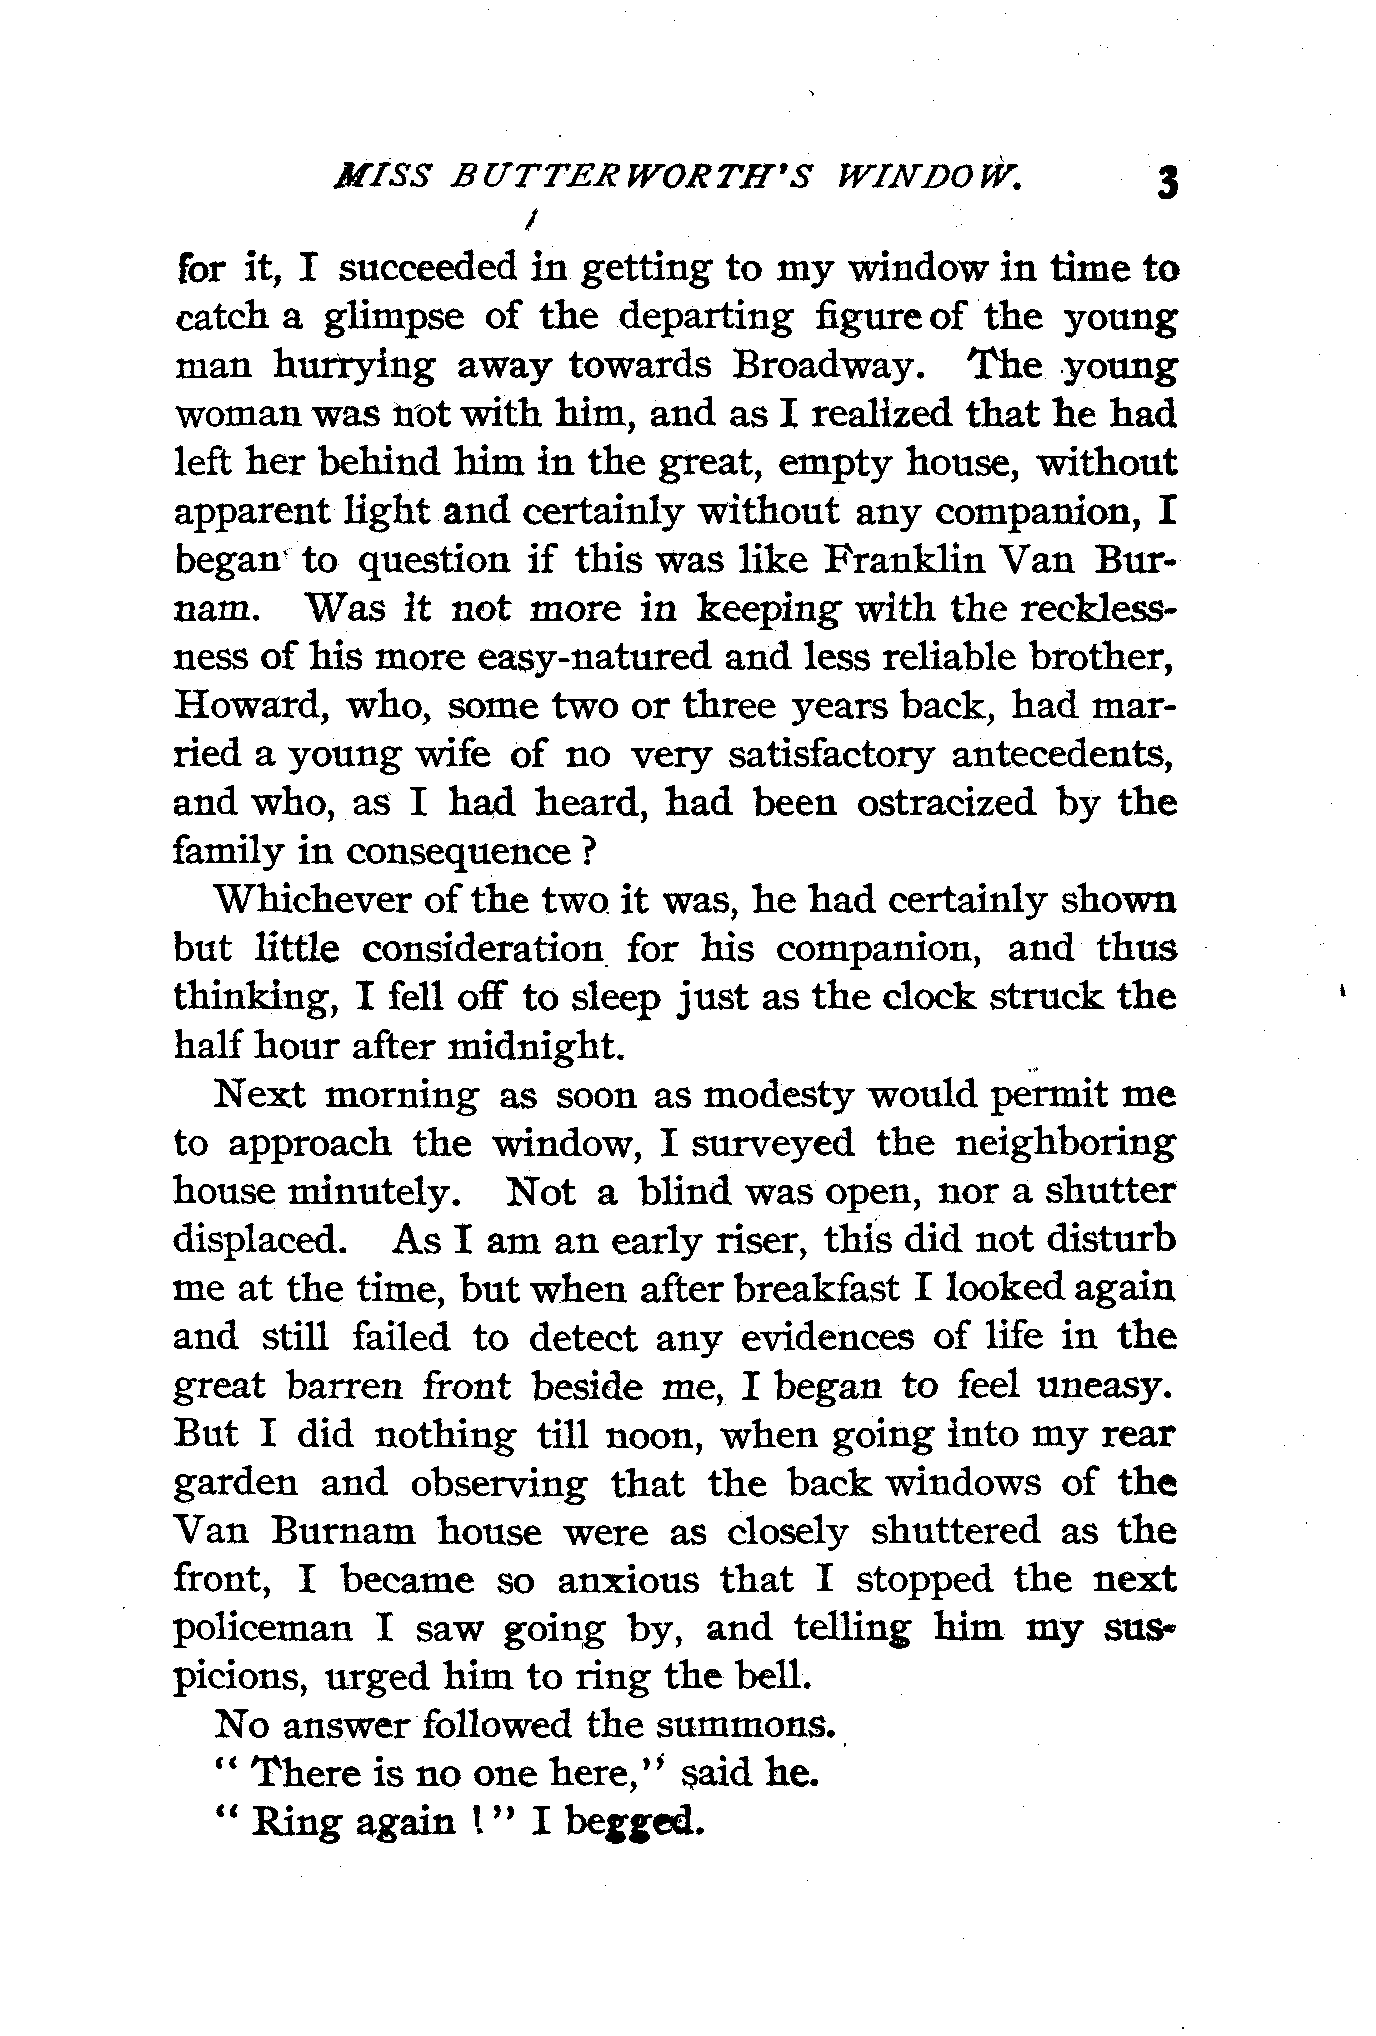 MISS BUTTERWORTH'S WINDOW. 3
for it, I succeeded in getting to my window in time to
catch a glimpse of the departing figure of the young
man hurrying away towards Broadway. The young
woman was not with him, and as I realized that he had
left her behind him in the great, empty house, without
apparent light and certainly without any companion, I
began to question if this was like Franklin Van Bur-
nam. Was it not more in keeping with the reckless-
ness of his more easy-natured and less reliable brother,
Howard, who, some two or three years back, had mar-
ried a young wife of no very satisfactory antecedents,
and who, as I had heard, had been ostracized by the
family in consequence ?
Whichever of the two it was, he had certainly shown
but little consideration for his companion, and thus
thinking, I fell off to sleep just as the clock struck the
half hour after midnight.
Next morning as soon as modesty would permit me
to approach the window, I surveyed the neighboring
house minutely. Not a blind was open, nor a shutter
displaced. As I am an early riser, this did not disturb
me at the time, but when after breakfast I looked again
and still failed to detect any evidences of life in the
great barren front beside me, I began to feel uneasy.
But I did nothing till noon, when going into my rear
garden and observing that the back windows of the
Van Burnam house were as closely shuttered as the
front, I became so anxious that I stopped the next
policeman I saw going by, and telling him my sus-
picions, urged him to ring the bell.
No answer followed the summons.
" There is no one here," said he.
" Ring again !" I begged.